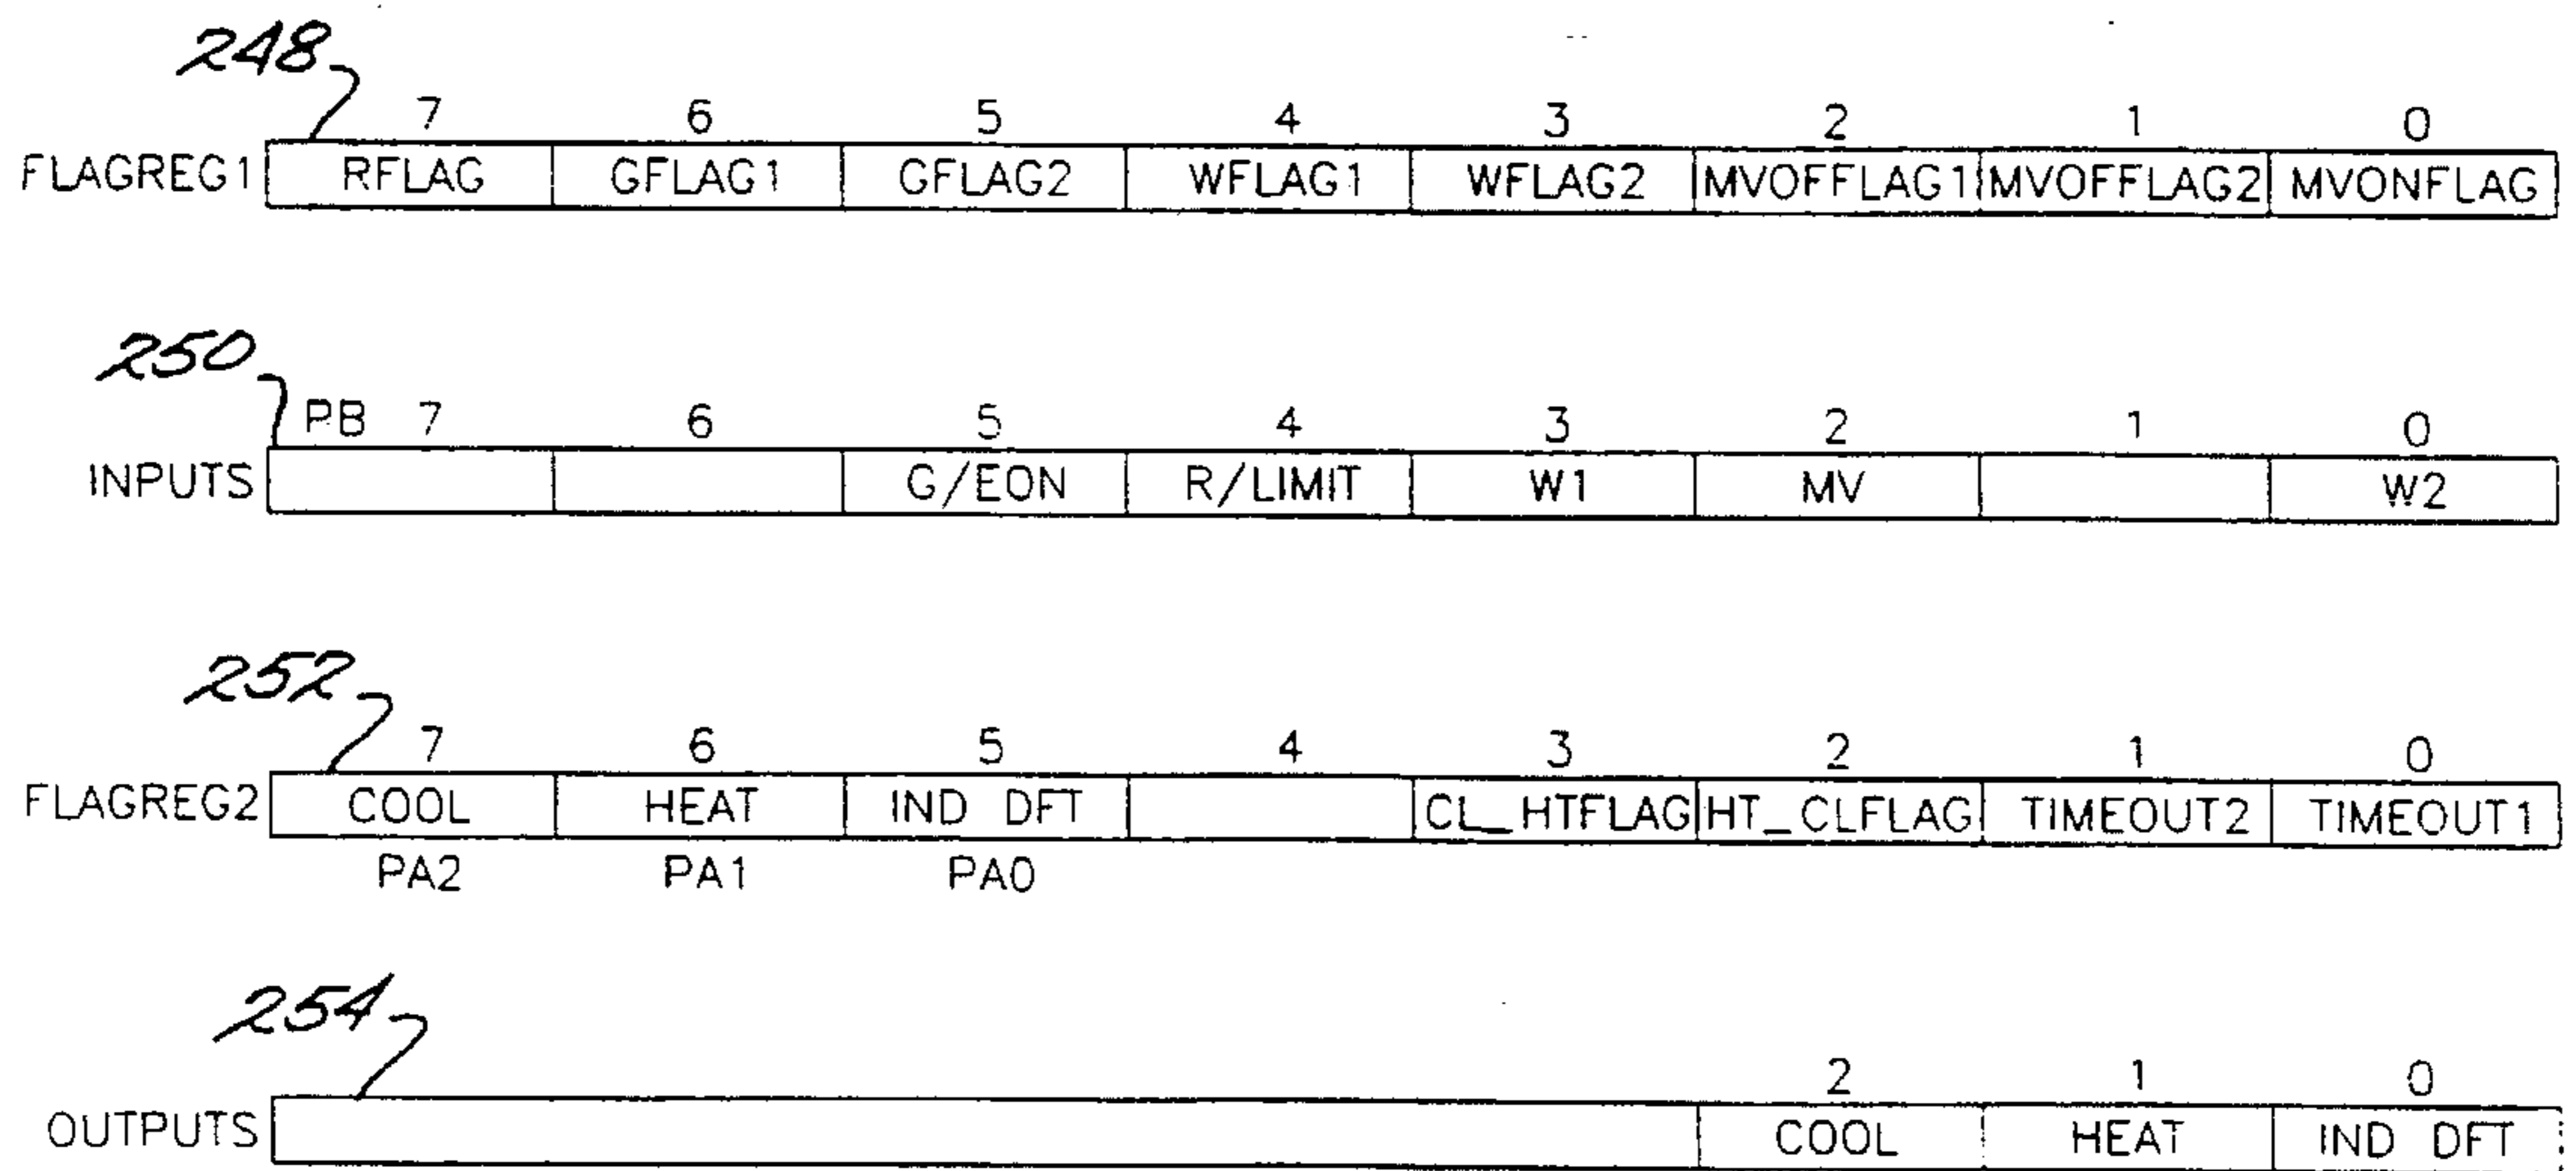 248
7 6 5 4 3 2 1 0
FLAGREG1 RFLAG GFLAG1 GFLAG2 WFLAG1 WFLAG2 MVOFFLAG1 MVOFFLAG2 MVONFLAG
250
PB 7 6 5 4 3 2 1 0
INPUTS G/EON R/LIMIT W1 MV W2
252
7 6 5 4 3 2 1 0
FLAGREG2 COOL HEAT IND DFT CL_HTFLAG HT_CLFLAG TIMEOUT2 TIMEOUT1
PA2 PA1 PA0
254
2 1 0
OUTPUTS COOL HEAT IND DFT